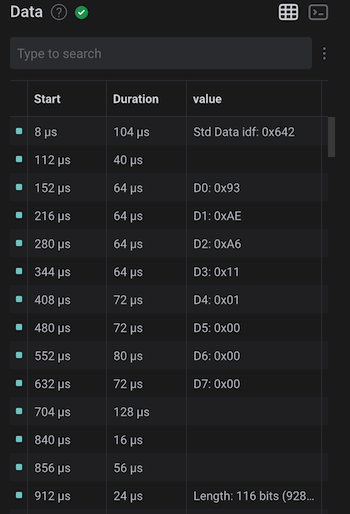 Data ?
Type to search
Start Duration value
8 μs 104 μs Std Data idf: 0x642
112 μs 40 μs
152 μs 64 μs D0: 0x93
216 μs 64 μs D1: 0xAE
280 μs 64 μs D2: 0xA6
344 μs 64 μs D3: 0x11
408 μs 72 μs D4: 0x01
480 μs 72 μs D5: 0x00
552 μs 80 μs D6: 0x00
632 μs 72 μs D7: 0x00
704 μs 128 μs
840 μs 16 μs
856 μs 56 μs
912 μs 24 μs Length: 116 bits (928...